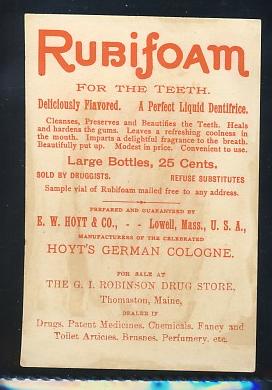 RUBIFOAM
FOR THE TEETH.
Deliciously Flavored. A Perfect Liquid Dentifrice.
Cleanses, Preserves and Beautifies the Teeth. Heals
and hardens the gums. Leaves a refreshing coolness in
the mouth. Imparts a delightful fragrance to the breath.
Beautifully put up. Modest in price. Convenient to use.
Large Bottles, 25 Cents.
SOLD BY DRUGGISTS. REFUSE SUBSTITUTES
Sample vial of Rubifoam mailed free to any address.
PREPARED AND GUARANTEED BY
E. W. HOYT & CO., - - Lowell, Mass., U. S. A.,
MANUFACTURERS OF THE CELEBRATED
HOYT'S GERMAN COLOGNE.
FOR SALE AT
THE G. I. ROBINSON DRUG STORE,
Thomaston, Maine,
DEALER IN
Drugs, Patent Medicines, Chemicals, Fancy and
Toilet Articles, Brushes, Perfumery, etc.